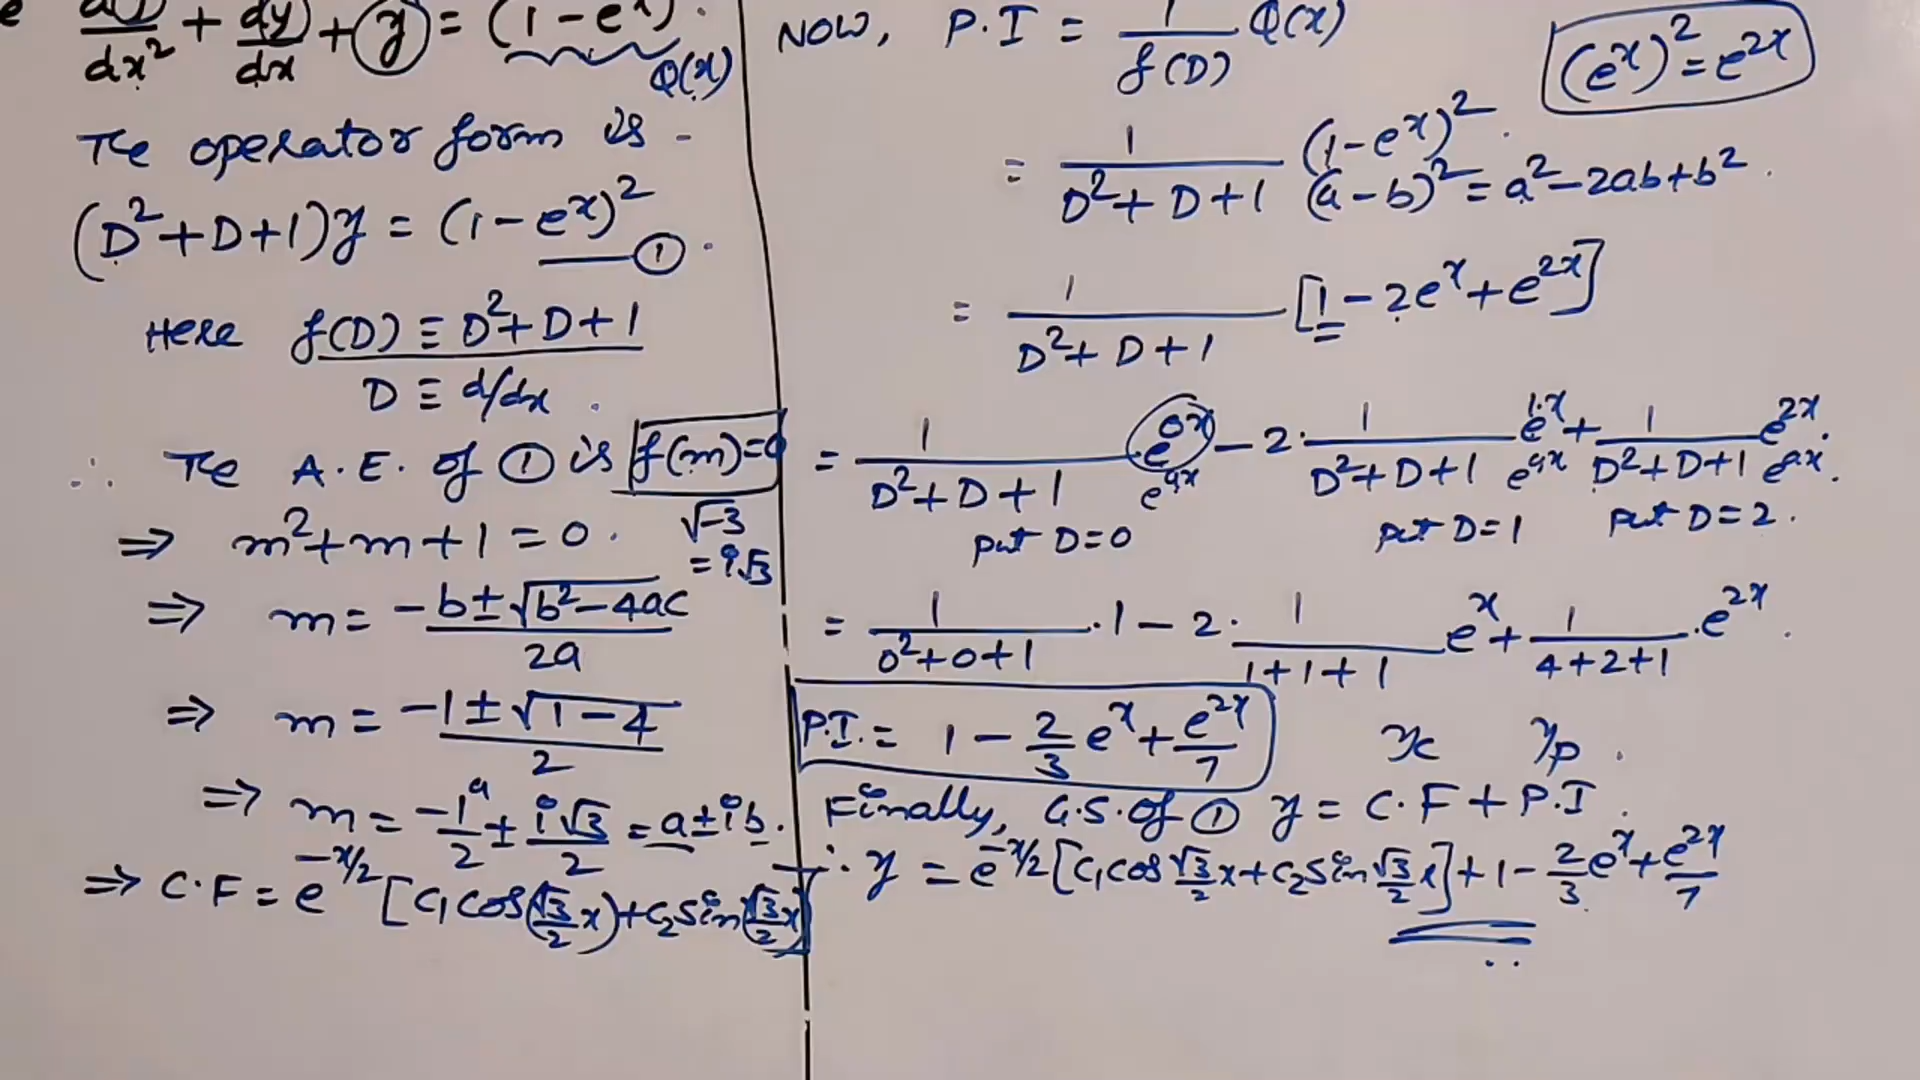 d²y/dx² + dy/dx + y = (1-eˣ)².
Q(x)
The operator form is -
(D²+D+1)y = (1-eˣ)² — ① .
Here f(D) ≡ D²+D+1
D ≡ d/dx .
∴ The A.E. of ① is f(m)=0
⇒ m²+m+1 = 0 . √-3
= i√3
⇒ m = -b±√b²-4ac / 2a
⇒ m = -1±√1-4 / 2
⇒ m = -1/2 ± i√3/2 = a±ib .
a
⇒ C.F = e^-x/2 [c₁cos(√3/2 x)+c₂sin(√3/2 x)]
Now, P.I = 1/f(D) Q(x)
(eˣ)² = e²ˣ
= 1/D²+D+1 (1-eˣ)² .
(a-b)² = a²-2ab+b² .
= 1/D²+D+1 [1-2eˣ+e²ˣ]
= 1/D²+D+1 e⁰ˣ - 2· 1/D²+D+1 e¹·ˣ + 1/D²+D+1 e²ˣ .
eᵃˣ eᵃˣ eᵃˣ .
put D=0 put D=1 put D=2 .
= 1/0²+0+1 ·1 - 2· 1/1+1+1 eˣ + 1/4+2+1 ·e²ˣ .
P.I. = 1 - 2/3 eˣ + e²ˣ/7 yc yp .
Finally, G.S. of ① y = C.F + P.I .
∴ y = e^-x/2 [c₁cos √3/2 x+c₂sin √3/2 x] + 1 - 2/3 eˣ + e²ˣ/7